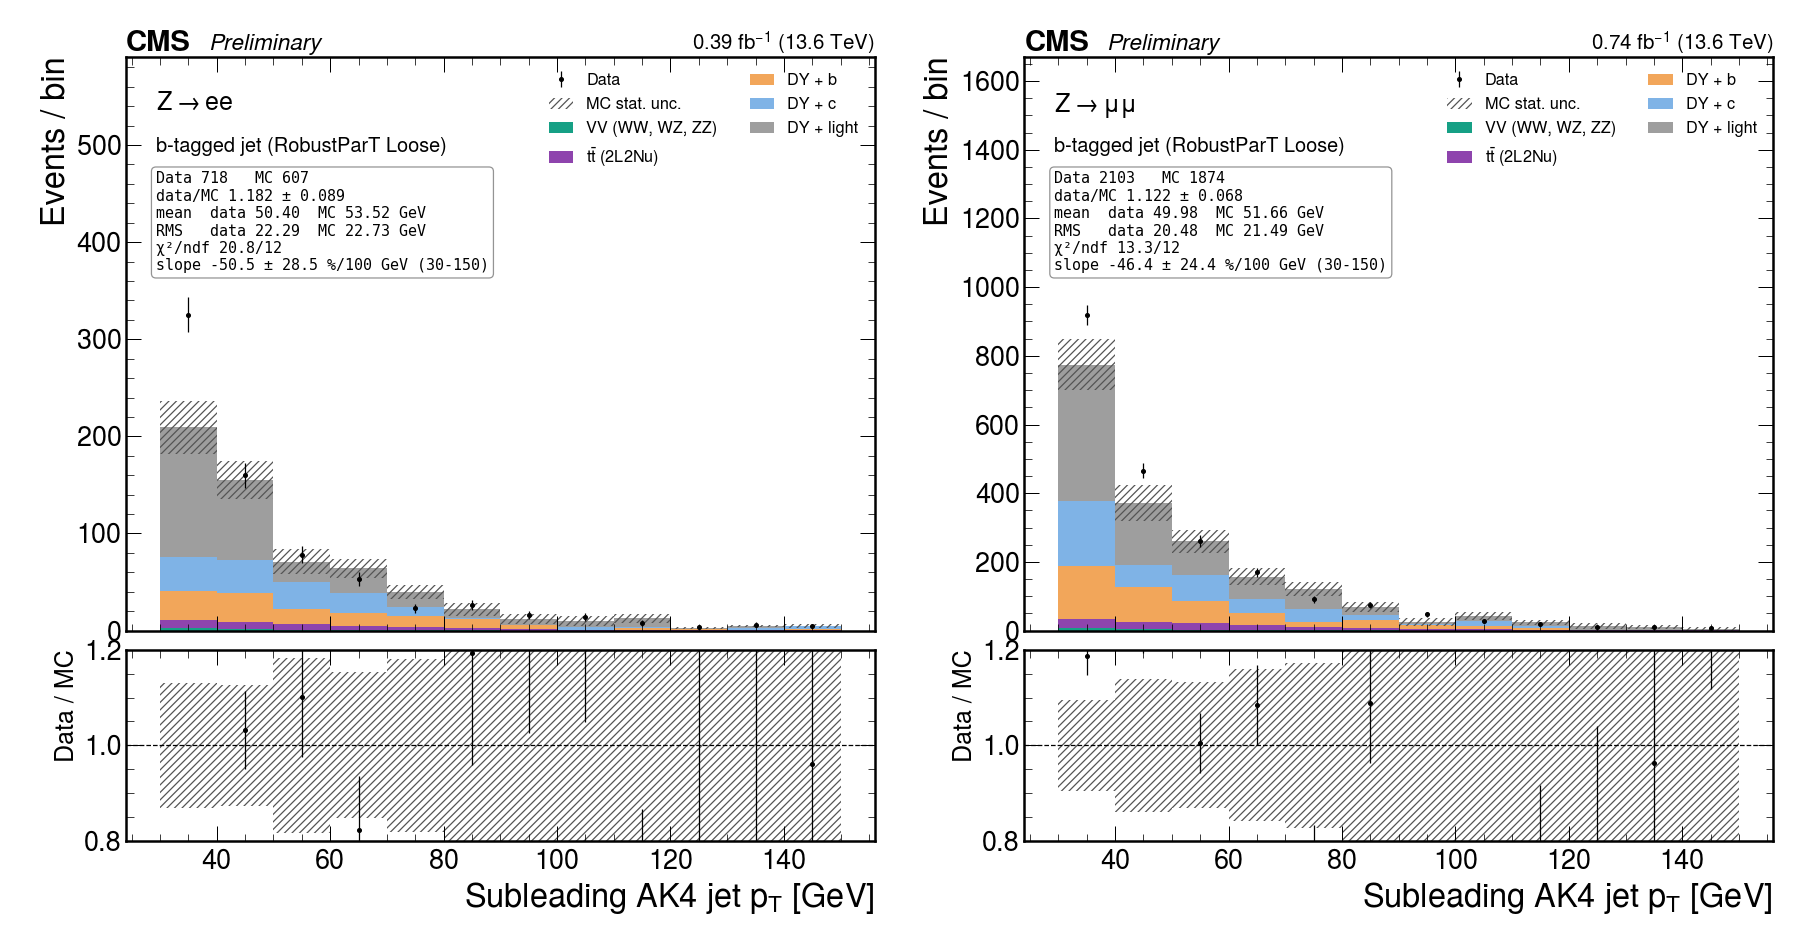 CMS Preliminary 0.39 fb⁻¹ (13.6 TeV)
Events / bin
Z→ee
b-tagged jet (RobustParT Loose)
Data 718   MC 607
data/MC 1.182 ± 0.089
mean  data 50.40  MC 53.52 GeV
RMS   data 22.29  MC 22.73 GeV
χ²/ndf 20.8/12
slope -50.5 ± 28.5 %/100 GeV (30-150)
Data
MC stat. unc.
VV (WW, WZ, ZZ)
tt̄ (2L2Nu)
DY + b
DY + c
DY + light
500
400
300
200
100
0
Data / MC
1.2
1.0
0.8
40 60 80 100 120 140
Subleading AK4 jet p_T [GeV]
CMS Preliminary 0.74 fb⁻¹ (13.6 TeV)
Events / bin
Z→μμ
b-tagged jet (RobustParT Loose)
Data 2103   MC 1874
data/MC 1.122 ± 0.068
mean  data 49.98  MC 51.66 GeV
RMS   data 20.48  MC 21.49 GeV
χ²/ndf 13.3/12
slope -46.4 ± 24.4 %/100 GeV (30-150)
Data
MC stat. unc.
VV (WW, WZ, ZZ)
tt̄ (2L2Nu)
DY + b
DY + c
DY + light
1600
1400
1200
1000
800
600
400
200
0
Data / MC
1.2
1.0
0.8
40 60 80 100 120 140
Subleading AK4 jet p_T [GeV]